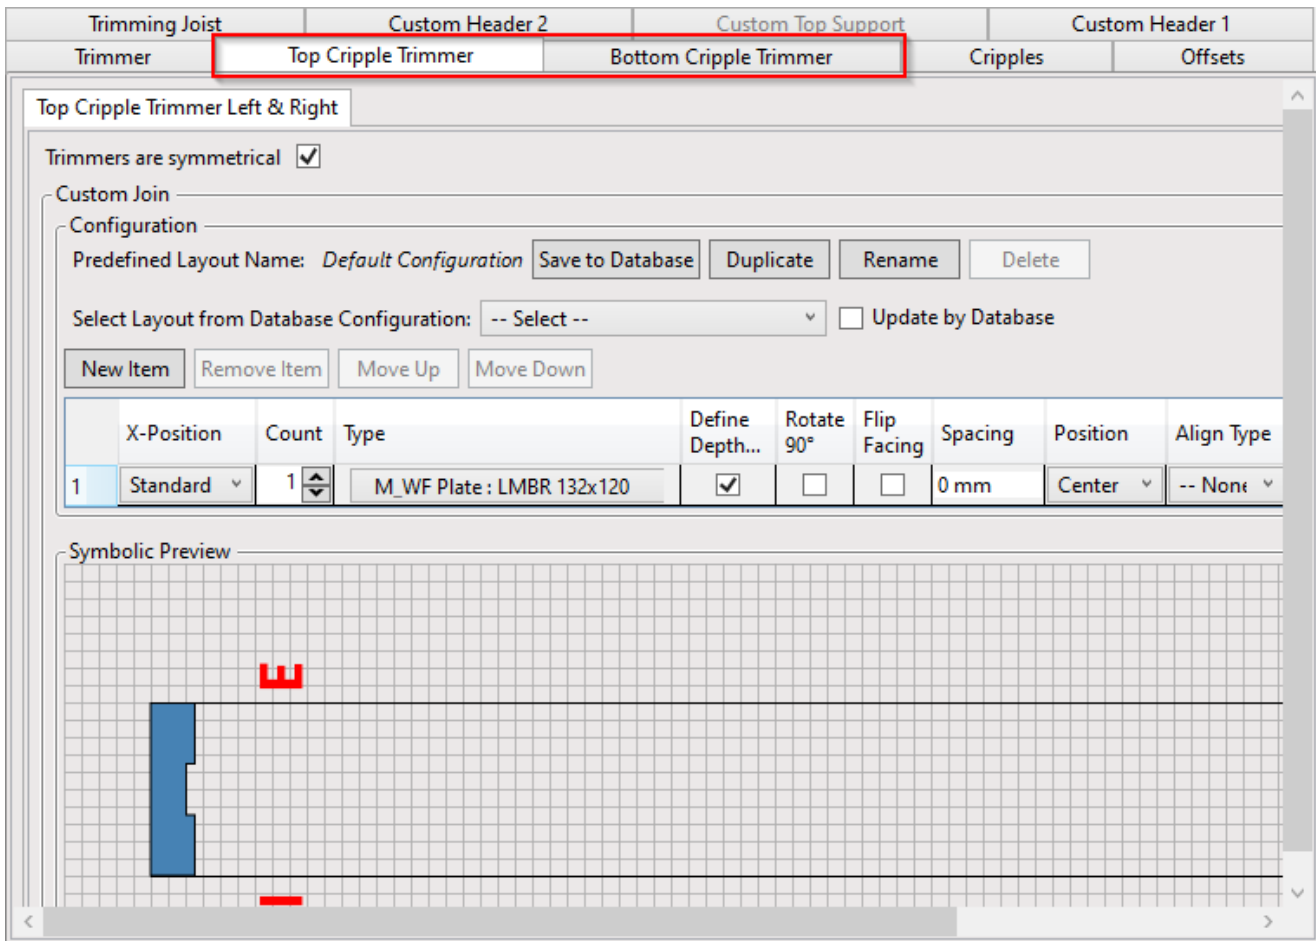 Trimming Joist Custom Header 2 Custom Top Support Custom Header 1
Trimmer Top Cripple Trimmer Bottom Cripple Trimmer Cripples Offsets
Top Cripple Trimmer Left & Right
Trimmers are symmetrical
Custom Join
Configuration
Predefined Layout Name: Default Configuration Save to Database Duplicate Rename Delete
Select Layout from Database Configuration: -- Select -- Update by Database
New Item Remove Item Move Up Move Down
X-Position Count Type Define Depth... Rotate 90° Flip Facing Spacing Position Align Type
1 Standard 1 M_WF Plate : LMBR 132x120 0 mm Center -- None
Symbolic Preview
E